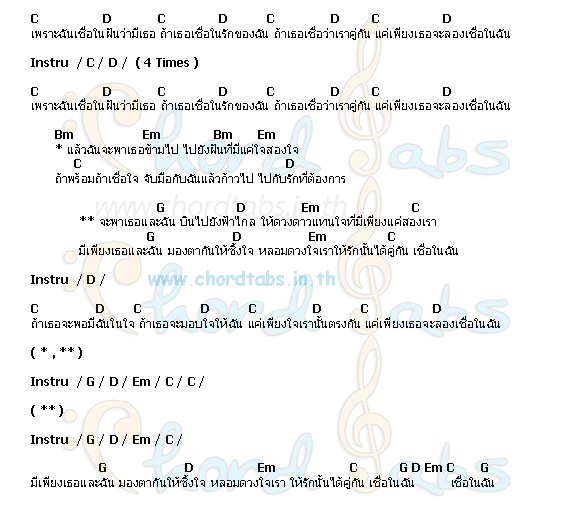 C D C D C D C D
เพราะฉันเชื่อในฝันว่ามีเธอ ถ้าเธอเชื่อในรักของฉัน ถ้าเธอเชื่อว่าเราคู่กัน แค่เพียงเธอจะลองเชื่อในฉัน
Instru / C / D / ( 4 Times )
C D C D C D C D
เพราะฉันเชื่อในฝันว่ามีเธอ ถ้าเธอเชื่อในรักของฉัน ถ้าเธอเชื่อว่าเราคู่กัน แค่เพียงเธอจะลองเชื่อในฉัน
Bm Em Bm Em
* แล้วฉันจะพาเธอข้ามไป ไปยังฝันที่มีแค่ใจสองใจ
C D
ถ้าพร้อมถ้าเชื่อใจ จับมือกับฉันแล้วก้าวไป ไปกับรักที่ต้องการ
www.chordtabs.in.th
G D Em C
** จะพาเธอและฉัน บินไปยังฟ้าไกล ให้ดวงดาวแทนใจที่มีเพียงแค่สองเรา
G D Em C
มีเพียงเธอและฉัน มองตากันให้ซึ้งใจ หลอมดวงใจเราให้รักนั้นได้คู่กัน เชื่อในฉัน
Instru / D / www.chordtabs.in.th
C D C D C D C D
ถ้าเธอจะพอมีฉันในใจ ถ้าเธอจะมอบใจให้ฉัน แค่เพียงใจเรานั้นตรงกัน แค่เพียงเธอจะลองเชื่อในฉัน
( * , ** )
Instru / G / D / Em / C / C /
( ** )
Instru / G / D / Em / C /
G D Em C G D Em C G
มีเพียงเธอและฉัน มองตากันให้ซึ้งใจ หลอมดวงใจเรา ให้รักนั้นได้คู่กัน เชื่อในฉัน เชื่อในฉัน